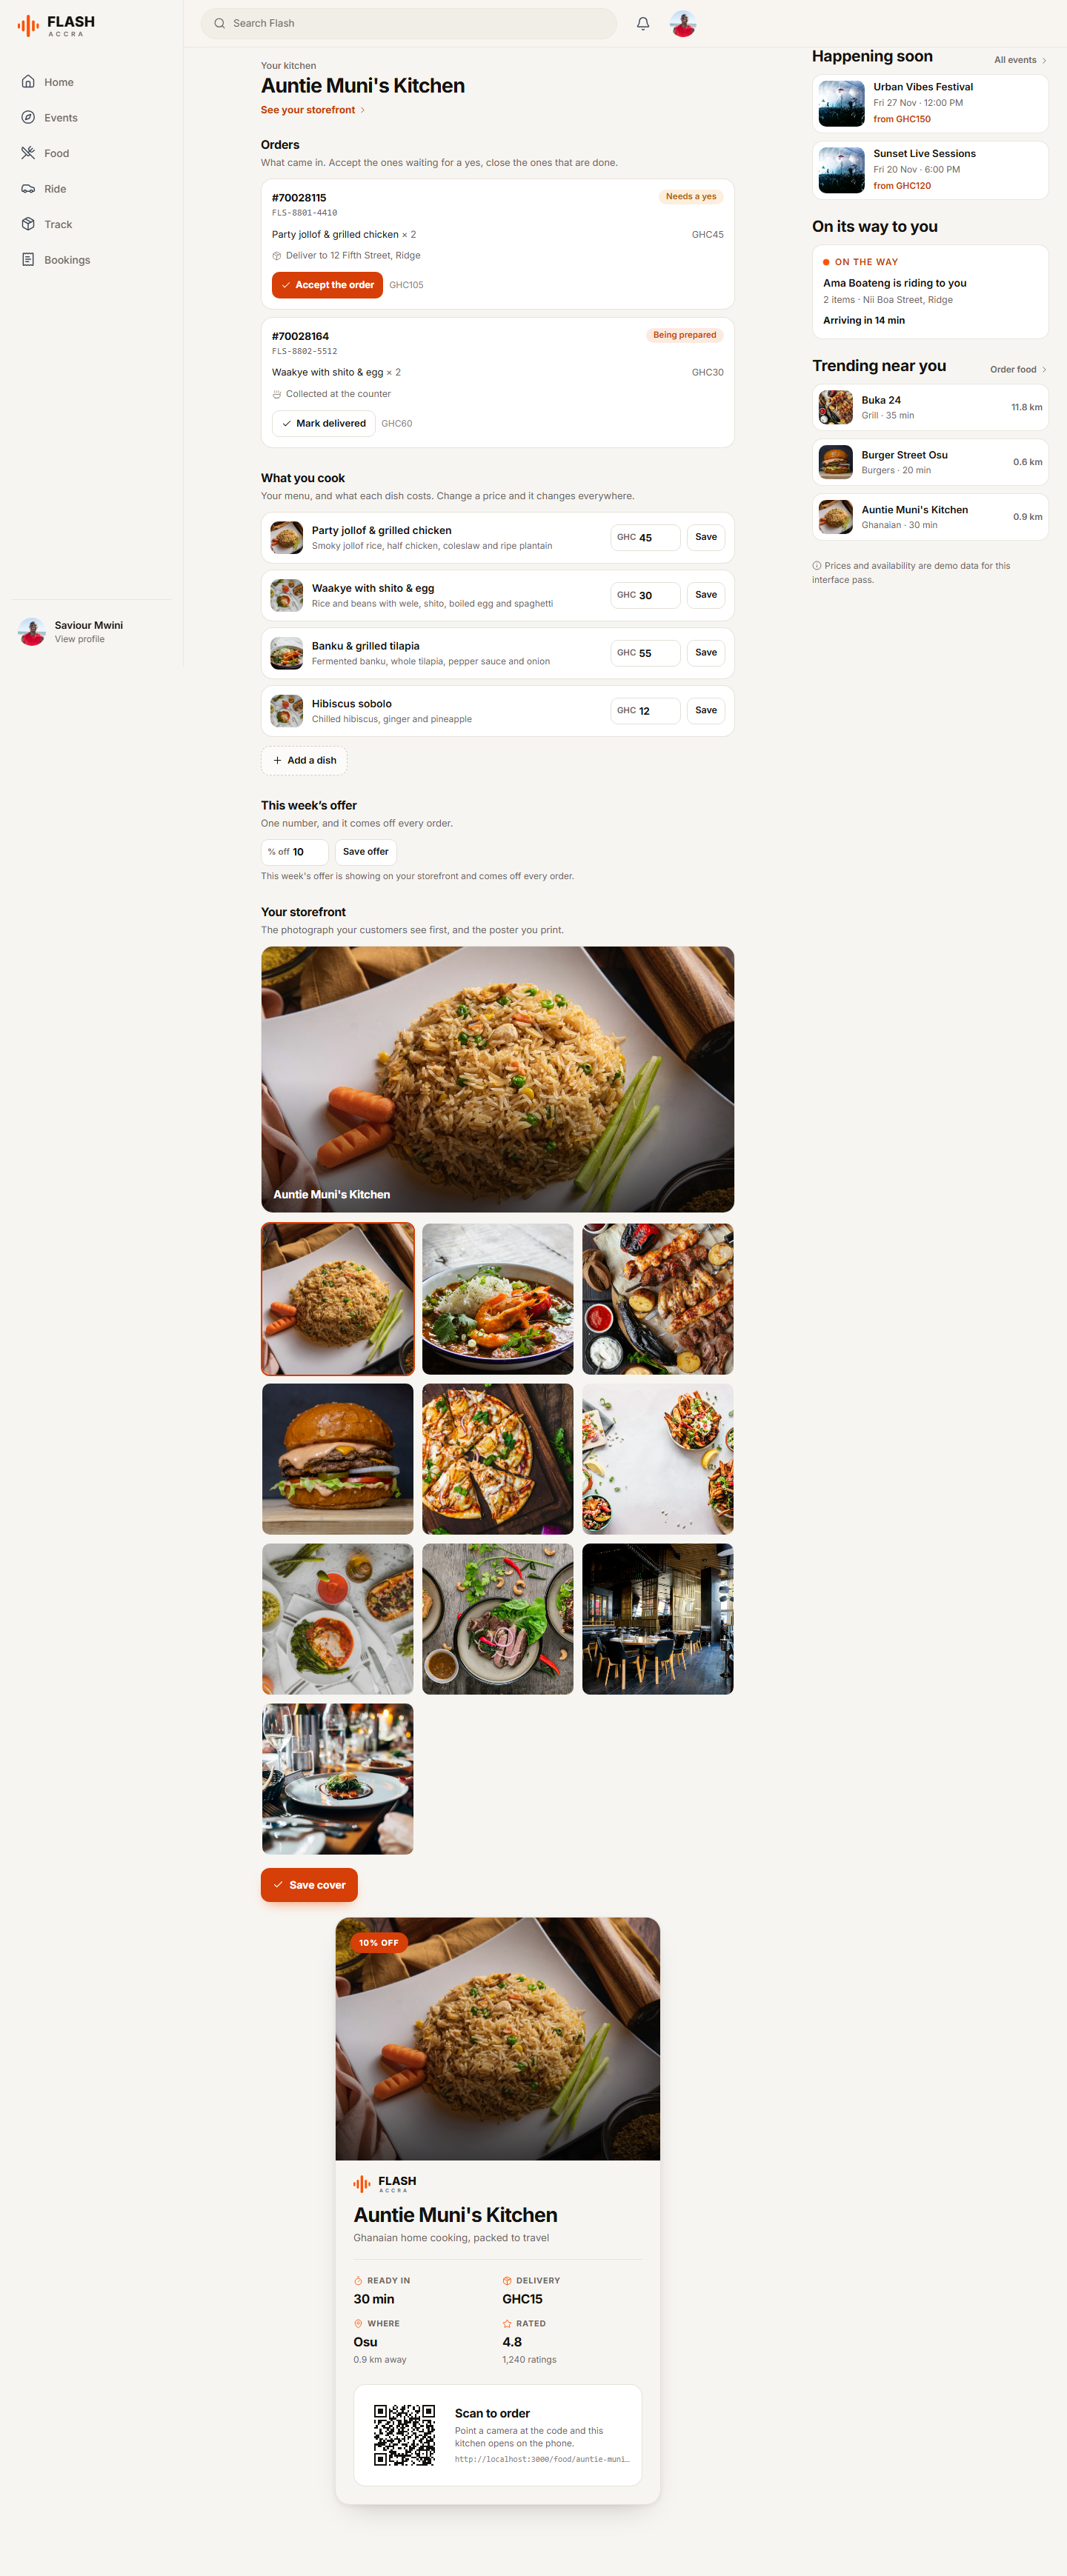 FLASH
ACCRA
Search Flash
Home
Events
Food
Ride
Track
Bookings
Saviour Mwini
View profile
Your kitchen
Auntie Muni's Kitchen
See your storefront
Orders
What came in. Accept the ones waiting for a yes, close the ones that are done.
#70028115
Needs a yes
FLS-8801-4410
Party jollof & grilled chicken × 2
GHC45
Deliver to 12 Fifth Street, Ridge
Accept the order
GHC105
#70028164
Being prepared
FLS-8802-5512
Waakye with shito & egg × 2
GHC30
Collected at the counter
Mark delivered
GHC60
What you cook
Your menu, and what each dish costs. Change a price and it changes everywhere.
Party jollof & grilled chicken
Smoky jollof rice, half chicken, coleslaw and ripe plantain
GHC 45
Save
Waakye with shito & egg
Rice and beans with wele, shito, boiled egg and spaghetti
GHC 30
Save
Banku & grilled tilapia
Fermented banku, whole tilapia, pepper sauce and onion
GHC 55
Save
Hibiscus sobolo
Chilled hibiscus, ginger and pineapple
GHC 12
Save
Add a dish
This week's offer
One number, and it comes off every order.
% off 10
Save offer
This week's offer is showing on your storefront and comes off every order.
Your storefront
The photograph your customers see first, and the poster you print.
Auntie Muni's Kitchen
Save cover
10% OFF
FLASH
ACCRA
Auntie Muni's Kitchen
Ghanaian home cooking, packed to travel
READY IN
30 min
DELIVERY
GHC15
WHERE
Osu
0.9 km away
RATED
4.8
1,240 ratings
Scan to order
Point a camera at the code and this
kitchen opens on the phone.
http://localhost:3000/food/auntie-muni…
Happening soon
All events
Urban Vibes Festival
Fri 27 Nov · 12:00 PM
from GHC150
Sunset Live Sessions
Fri 20 Nov · 6:00 PM
from GHC120
On its way to you
ON THE WAY
Ama Boateng is riding to you
2 items · Nii Boa Street, Ridge
Arriving in 14 min
Trending near you
Order food
Buka 24
Grill · 35 min
11.8 km
Burger Street Osu
Burgers · 20 min
0.6 km
Auntie Muni's Kitchen
Ghanaian · 30 min
0.9 km
Prices and availability are demo data for this
interface pass.